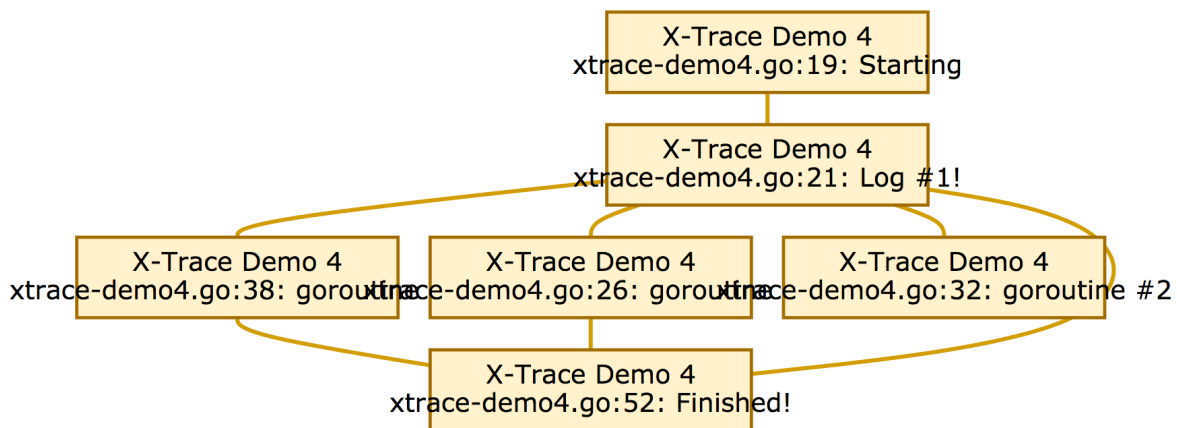 X-Trace Demo 4
xtrace-demo4.go:19: Starting
X-Trace Demo 4
xtrace-demo4.go:21: Log #1!
X-Trace Demo 4
xtrace-demo4.go:38: goroutine
X-Trace Demo 4
xtrace-demo4.go:26: goroutine
X-Trace Demo 4
xtrace-demo4.go:32: goroutine #2
X-Trace Demo 4
xtrace-demo4.go:52: Finished!